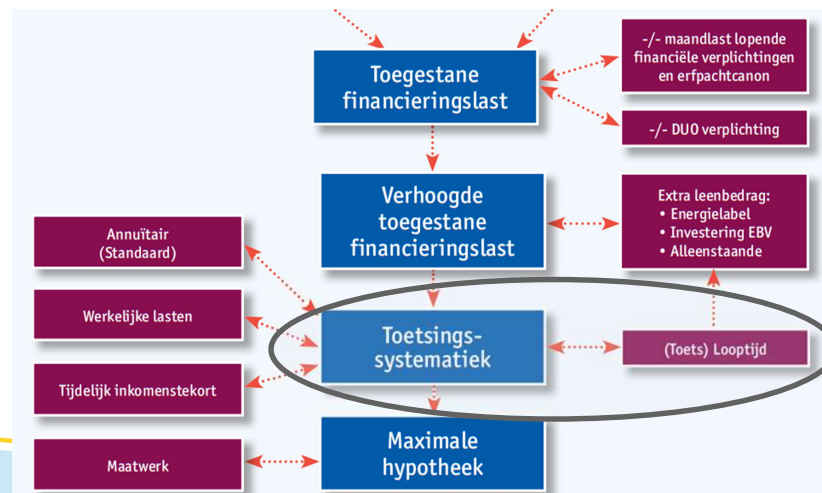 Toegestane
financieringslast
-/- maandlast lopende
financiële verplichtingen
en erfpachtcanon
-/- DUO verplichting
Verhoogde
toegestane
financieringslast
Extra leenbedrag:
• Energielabel
• Investering EBV
• Alleenstaande
Annuïtair
(Standaard)
Werkelijke lasten
Toetsings-
systematiek
(Toets) Looptijd
Tijdelijk inkomenstekort
Maximale
hypotheek
Maatwerk